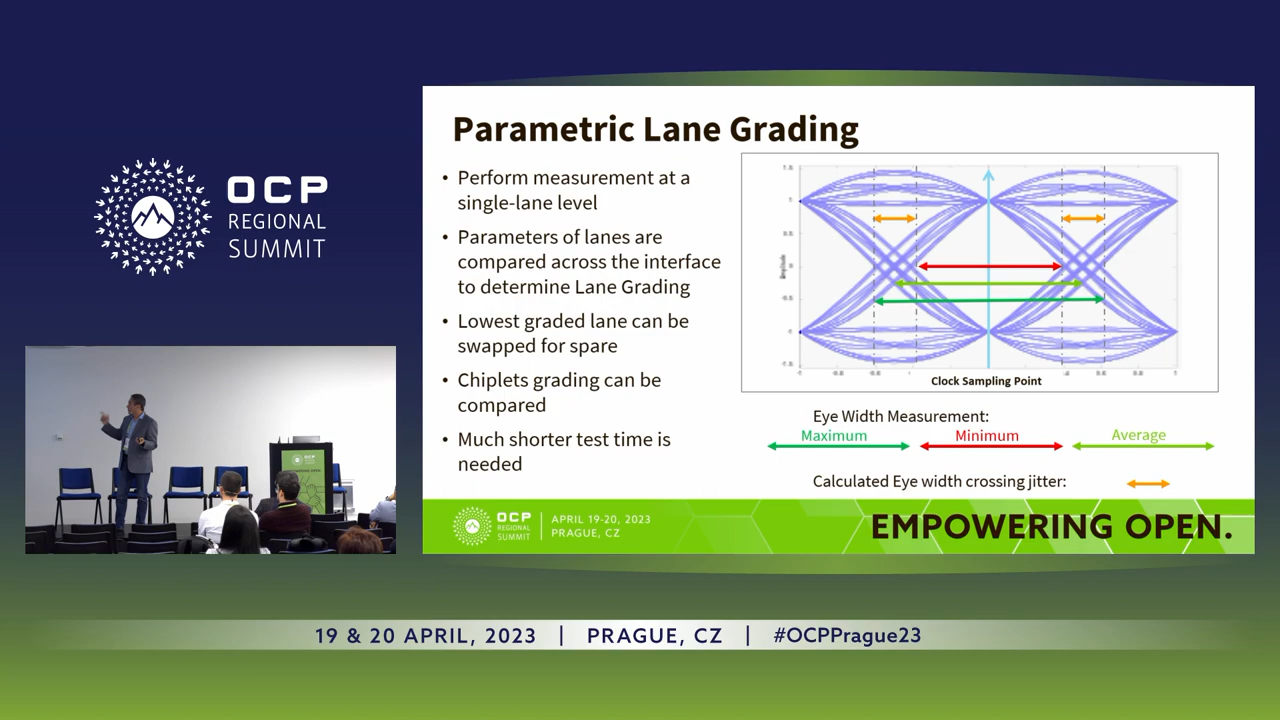 OCP
REGIONAL
SUMMIT
Parametric Lane Grading
• Perform measurement at a
single-lane level
• Parameters of lanes are
compared across the interface
to determine Lane Grading
• Lowest graded lane can be
swapped for spare
• Chiplets grading can be
compared
• Much shorter test time is
needed
Clock Sampling Point
Eye Width Measurement:
Maximum Minimum Average
Calculated Eye width crossing jitter:
OCP
REGIONAL
SUMMIT
APRIL 19-20, 2023
PRAGUE, CZ
EMPOWERING OPEN.
19 & 20 APRIL, 2023 | PRAGUE, CZ | #OCPPrague23